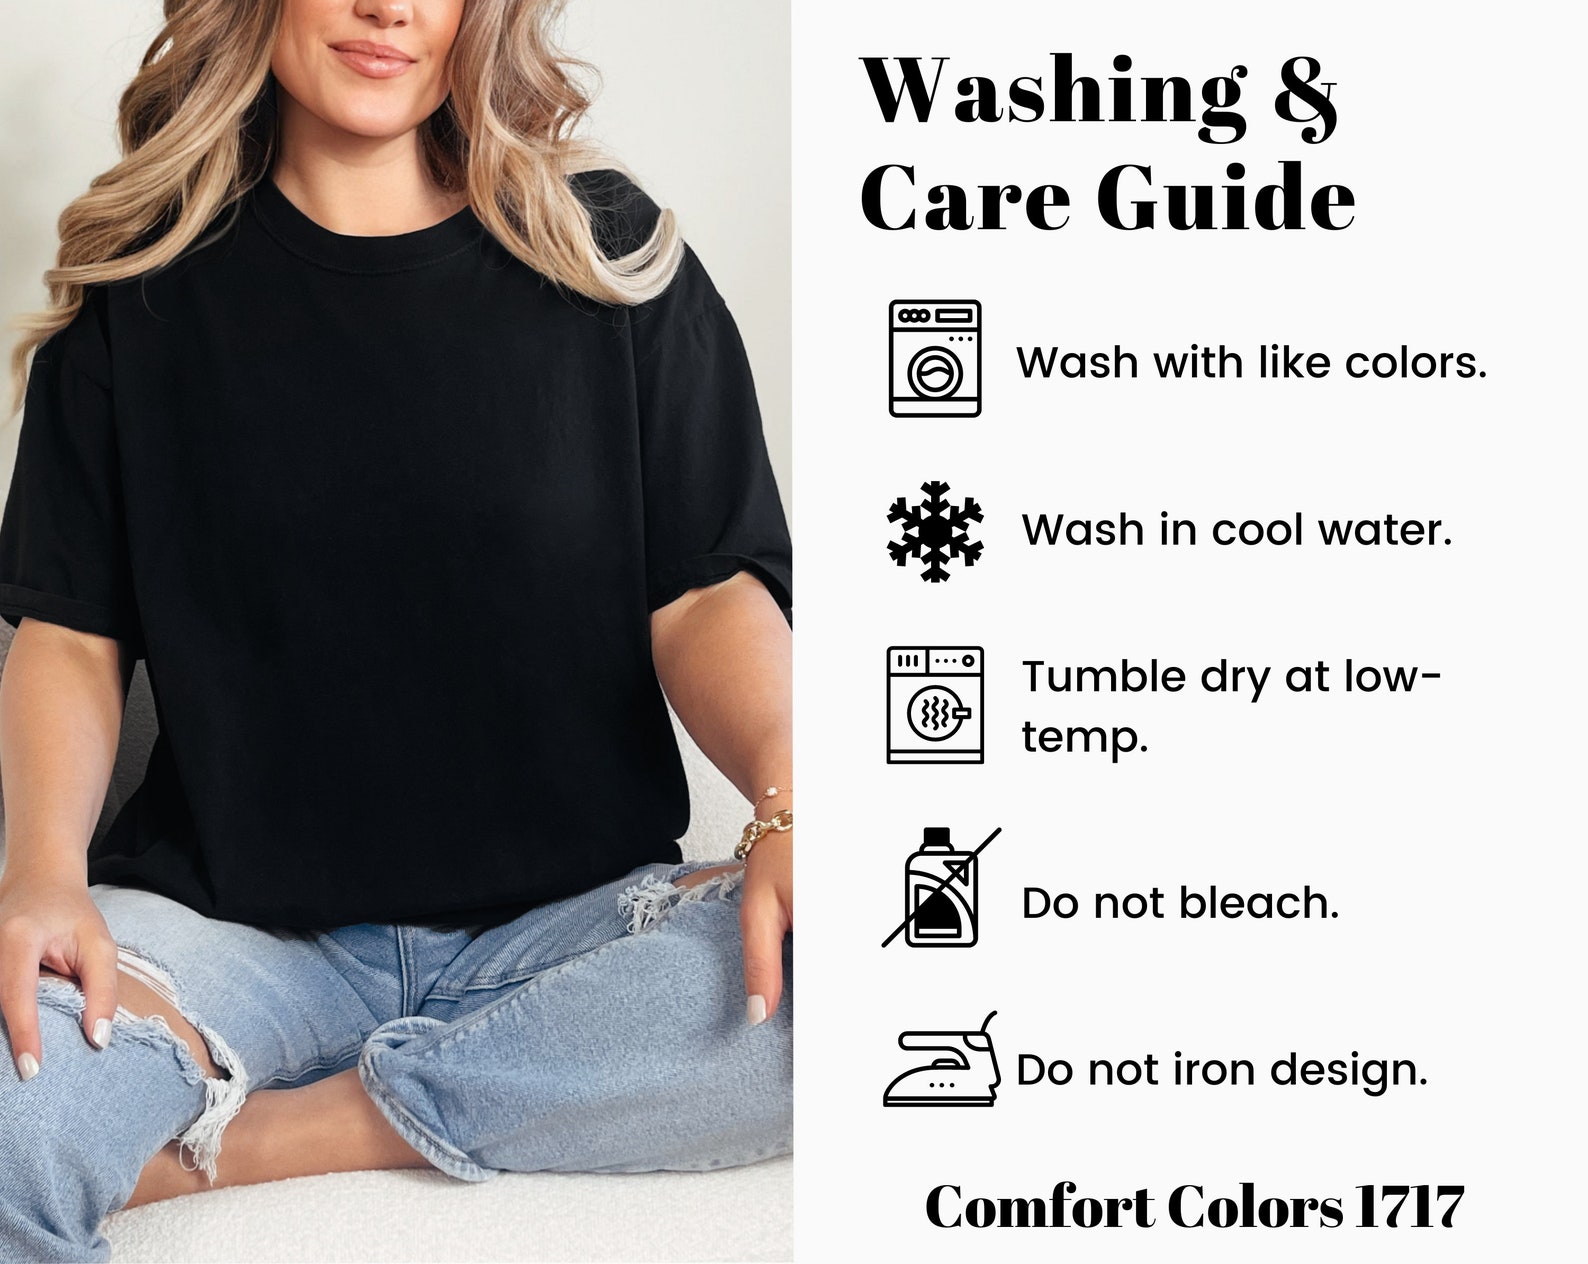 Washing &
Care Guide
Wash with like colors.
Wash in cool water.
Tumble dry at low-
temp.
Do not bleach.
Do not iron design.
Comfort Colors 1717